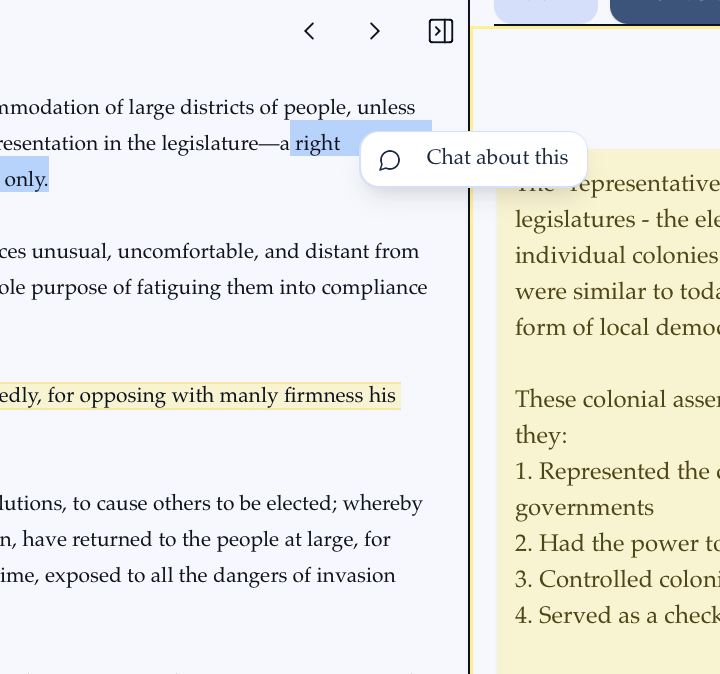 mmodation of large districts of people, unless
resentation in the legislature—a right
only.
ces unusual, uncomfortable, and distant from
ole purpose of fatiguing them into compliance
edly, for opposing with manly firmness his
lutions, to cause others to be elected; whereby
n, have returned to the people at large, for
ime, exposed to all the dangers of invasion
Chat about this
The "representative
legislatures - the ele
individual colonies
were similar to toda
form of local democ
These colonial asser
they:
1. Represented the c
governments
2. Had the power to
3. Controlled coloni
4. Served as a check